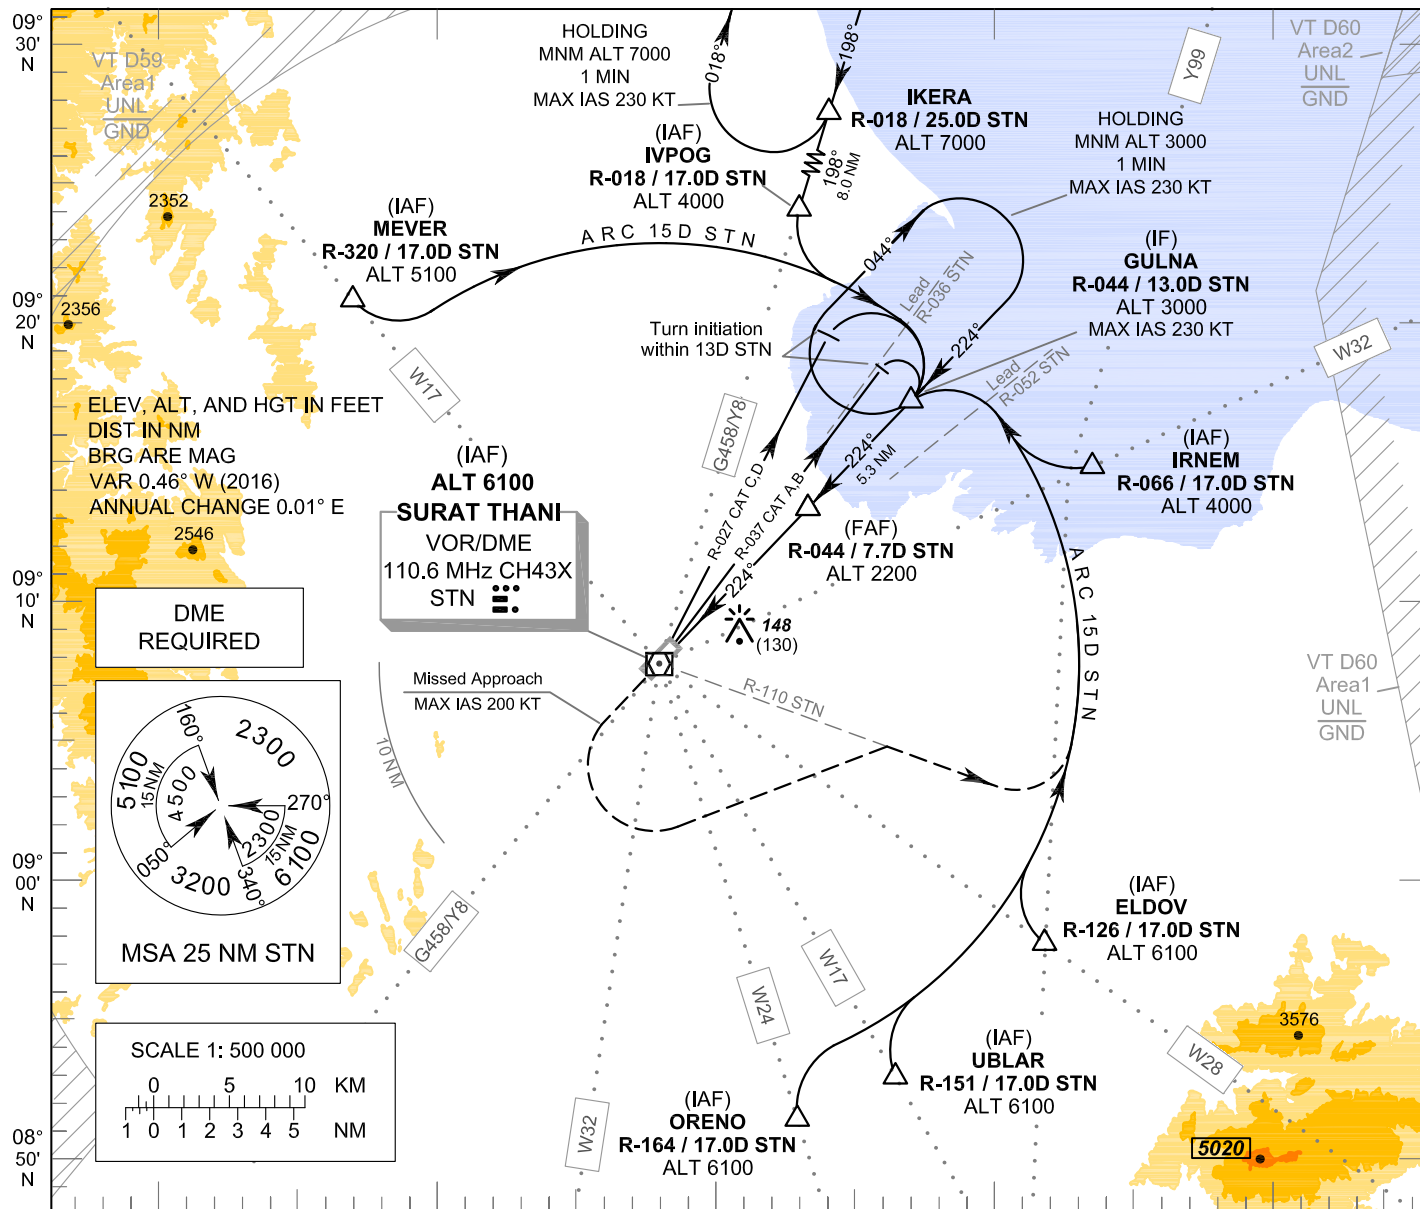 09°
30'
N
VT D59
Area1
UNL
GND
HOLDING
MNM ALT 7000
1 MIN
MAX IAS 230 KT
018°
198°
IKERA
R-018 / 25.0D STN
ALT 7000
Y99
VT D60
Area2
UNL
GND
HOLDING
MNM ALT 3000
1 MIN
MAX IAS 230 KT
(IAF)
IVPOG
R-018 / 17.0D STN
ALT 4000
198°
8.0 NM
2352
(IAF)
MEVER
R-320 / 17.0D STN
ALT 5100
ARC 15D STN
044°
Lead
R-036 STN
(IF)
GULNA
R-044 / 13.0D STN
ALT 3000
MAX IAS 230 KT
09°
20'
N
2356
Turn initiation
within 13D STN
224°
Lead
R-052 STN
W32
W17
G458/Y8
ELEV, ALT, AND HGT IN FEET
DIST IN NM
BRG ARE MAG
VAR 0.46° W (2016)
ANNUAL CHANGE 0.01° E
2546
(IAF)
ALT 6100
SURAT THANI
VOR/DME
110.6 MHz CH43X
STN
R-027 CAT C,D
R-037 CAT A,B
224°
5.3 NM
224°
(FAF)
R-044 / 7.7D STN
ALT 2200
(IAF)
IRNEM
R-066 / 17.0D STN
ALT 4000
ARC 15D STN
09°
10'
N
DME
REQUIRED
148
(130)
Missed Approach
MAX IAS 200 KT
R-110 STN
VT D60
Area1
UNL
GND
10NM
160°
2300
5100
15NM
4500
270°
2300
15NM
6100
050°
3200
340°
MSA 25 NM STN
09°
00'
N
G458/Y8
W17
W24
W32
W28
(IAF)
ELDOV
R-126 / 17.0D STN
ALT 6100
3576
(IAF)
UBLAR
R-151 / 17.0D STN
ALT 6100
(IAF)
ORENO
R-164 / 17.0D STN
ALT 6100
5020
SCALE 1: 500 000
0 5 10 KM
1 0 1 2 3 4 5 NM
08°
50'
N